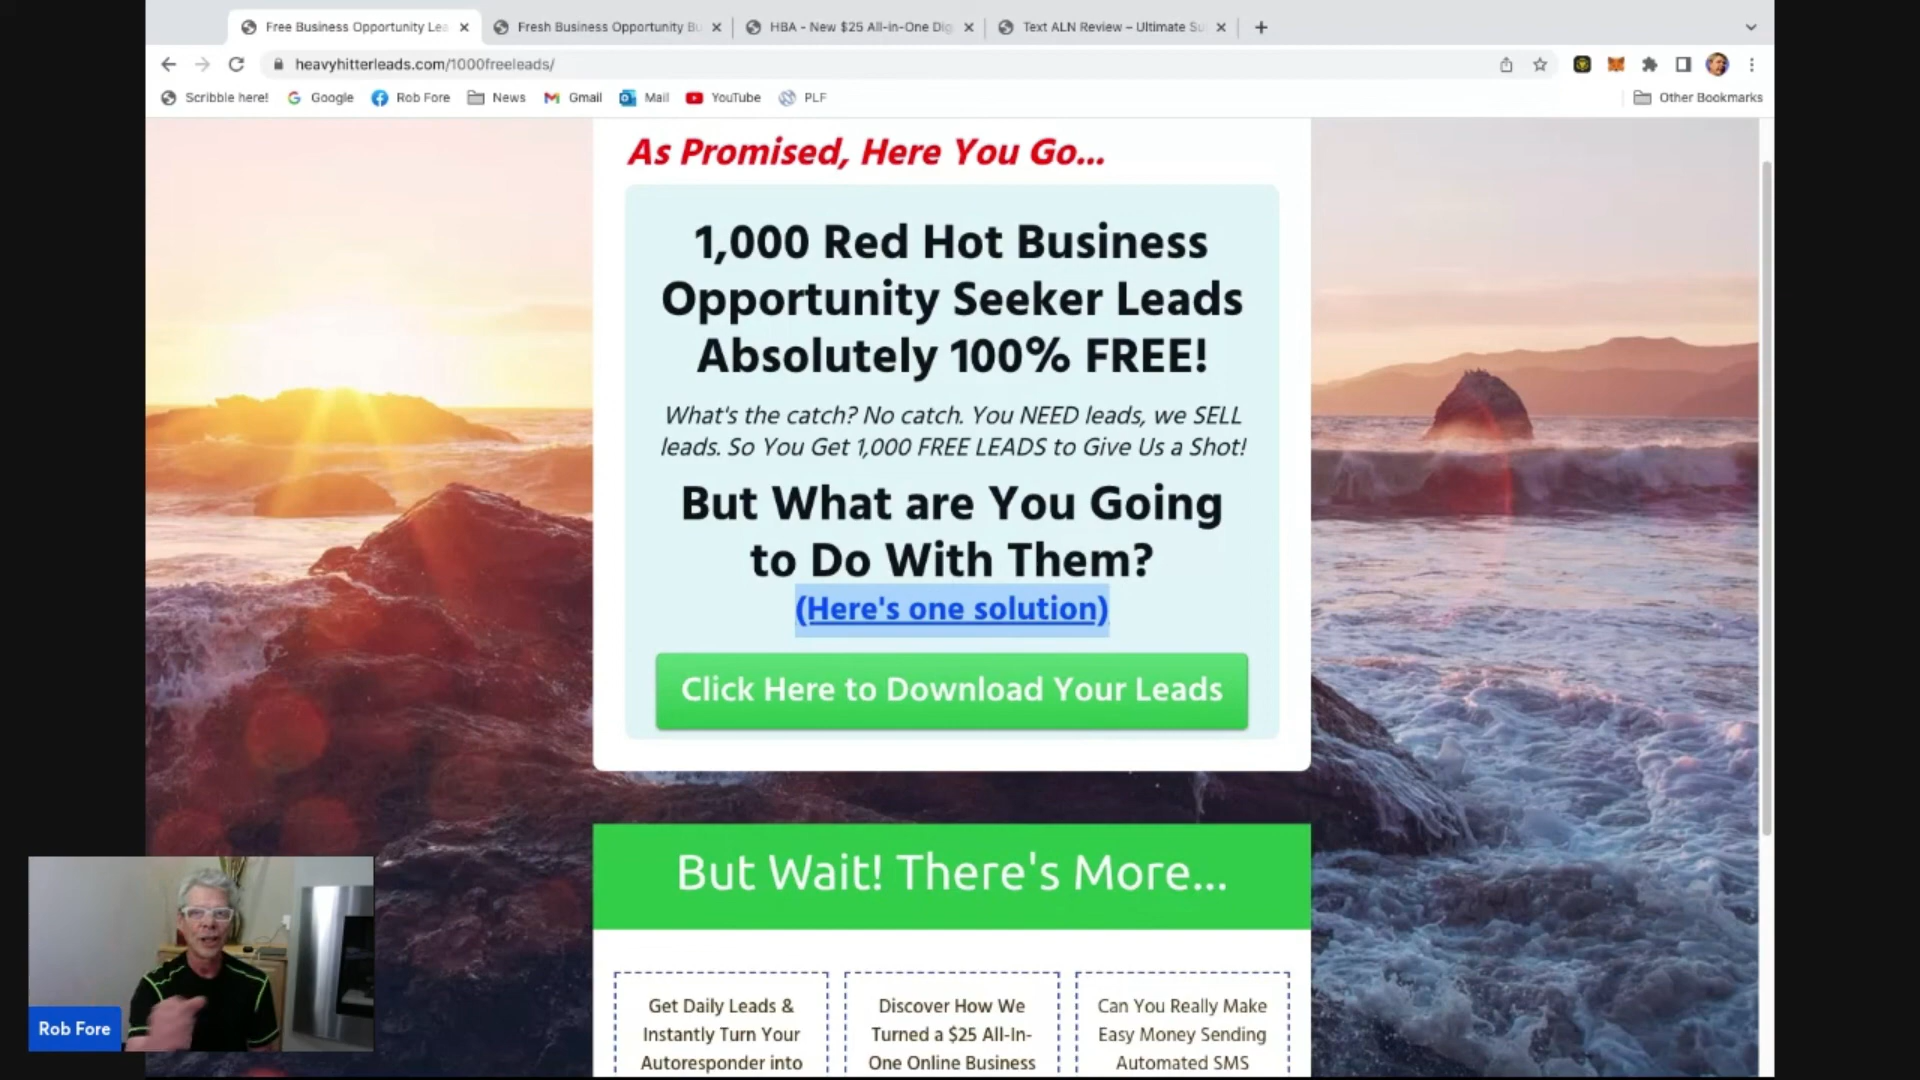 Free Business Opportunity Lea
Fresh Business Opportunity Bu
HBA - New $25 All-in-One Dig
Text ALN Review – Ultimate Su
heavyhitterleads.com/1000freeleads/
Scribble here!
Google
Rob Fore
News
Gmail
Mail
YouTube
PLF
Other Bookmarks
As Promised, Here You Go...
1,000 Red Hot Business
Opportunity Seeker Leads
Absolutely 100% FREE!
What's the catch? No catch. You NEED leads, we SELL
leads. So You Get 1,000 FREE LEADS to Give Us a Shot!
But What are You Going
to Do With Them?
(Here's one solution)
Click Here to Download Your Leads
But Wait! There's More...
Get Daily Leads &
Instantly Turn Your
Autoresponder into
Discover How We
Turned a $25 All-In-
One Online Business
Can You Really Make
Easy Money Sending
Automated SMS
Rob Fore